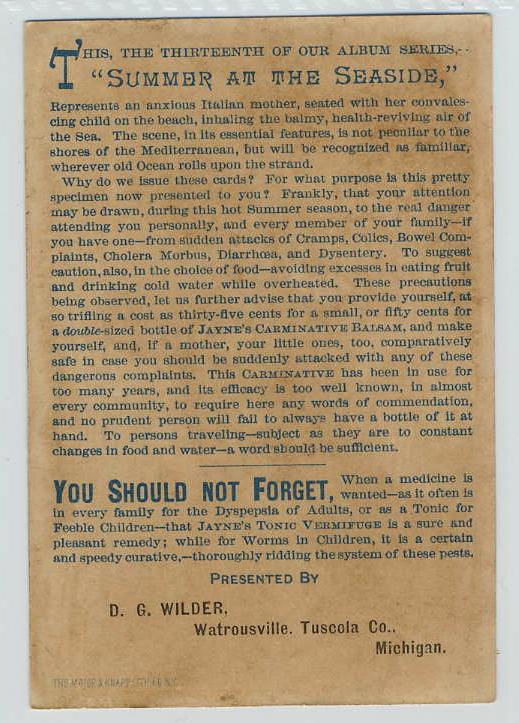 THIS, THE THIRTEENTH OF OUR ALBUM SERIES,--
"SUMMER AT THE SEASIDE,"
Represents an anxious Italian mother, seated with her convales-
cing child on the beach, inhaling the balmy, health-reviving air of
the Sea. The scene, in its essential features, is not peculiar to the
shores of the Mediterranean, but will be recognized as familiar,
wherever old Ocean rolls upon the strand.
Why do we issue these cards? For what purpose is this pretty
specimen now presented to you? Frankly, that your attention
may be drawn, during this hot Summer season, to the real danger
attending you personally, and every member of your family—if
you have one—from sudden attacks of Cramps, Colics, Bowel Com-
plaints, Cholera Morbus, Diarrhœa, and Dysentery. To suggest
caution, also, in the choice of food—avoiding excesses in eating fruit
and drinking cold water while overheated. These precautions
being observed, let us further advise that you provide yourself, at
so trifling a cost as thirty-five cents for a small, or fifty cents for
a double-sized bottle of JAYNE'S CARMINATIVE BALSAM, and make
yourself, and, if a mother, your little ones, too, comparatively
safe in case you should be suddenly attacked with any of these
dangerous complaints. This CARMINATIVE has been in use for
too many years, and its efficacy is too well known, in almost
every community, to require here any words of commendation,
and no prudent person will fail to always have a bottle of it at
hand. To persons traveling—subject as they are to constant
changes in food and water—a word should be sufficient.
YOU SHOULD NOT FORGET, When a medicine is
wanted—as it often is
in every family for the Dyspepsia of Adults, or as a Tonic for
Feeble Children—that JAYNE'S TONIC VERMIFUGE is a sure and
pleasant remedy; while for Worms in Children, it is a certain
and speedy curative,—thoroughly ridding the system of these pests.
PRESENTED BY
D. G. WILDER,
Watrousville, Tuscola Co.,
Michigan.
THE MAJOR & KNAPP LITH. CO. N.Y.